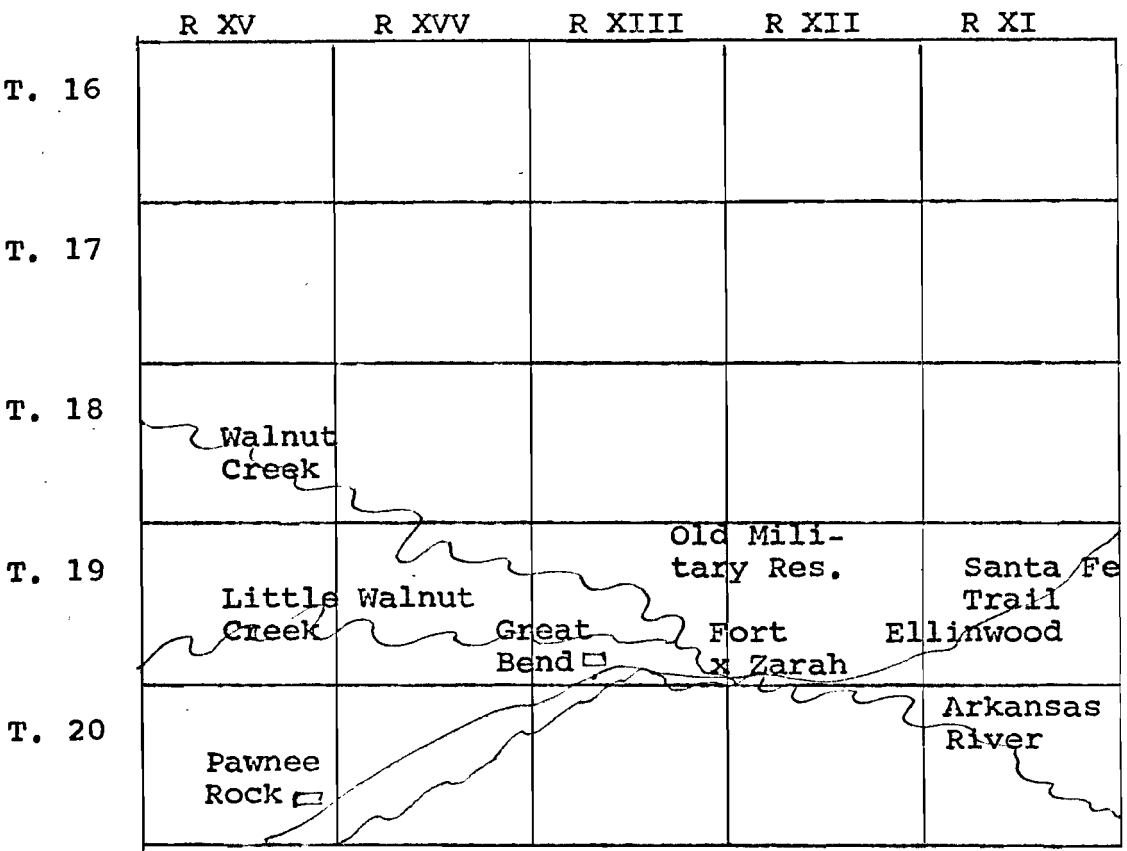 R XV R XVV R XIII R XII R XI
T. 16
T. 17
T. 18
Walnut
Creek
T. 19
Old Mili-
tary Res.
Santa Fe
Trail
Little Walnut
Creek
Great
Bend
Fort
x Zarah
Ellinwood
T. 20
Arkansas
River
Pawnee
Rock